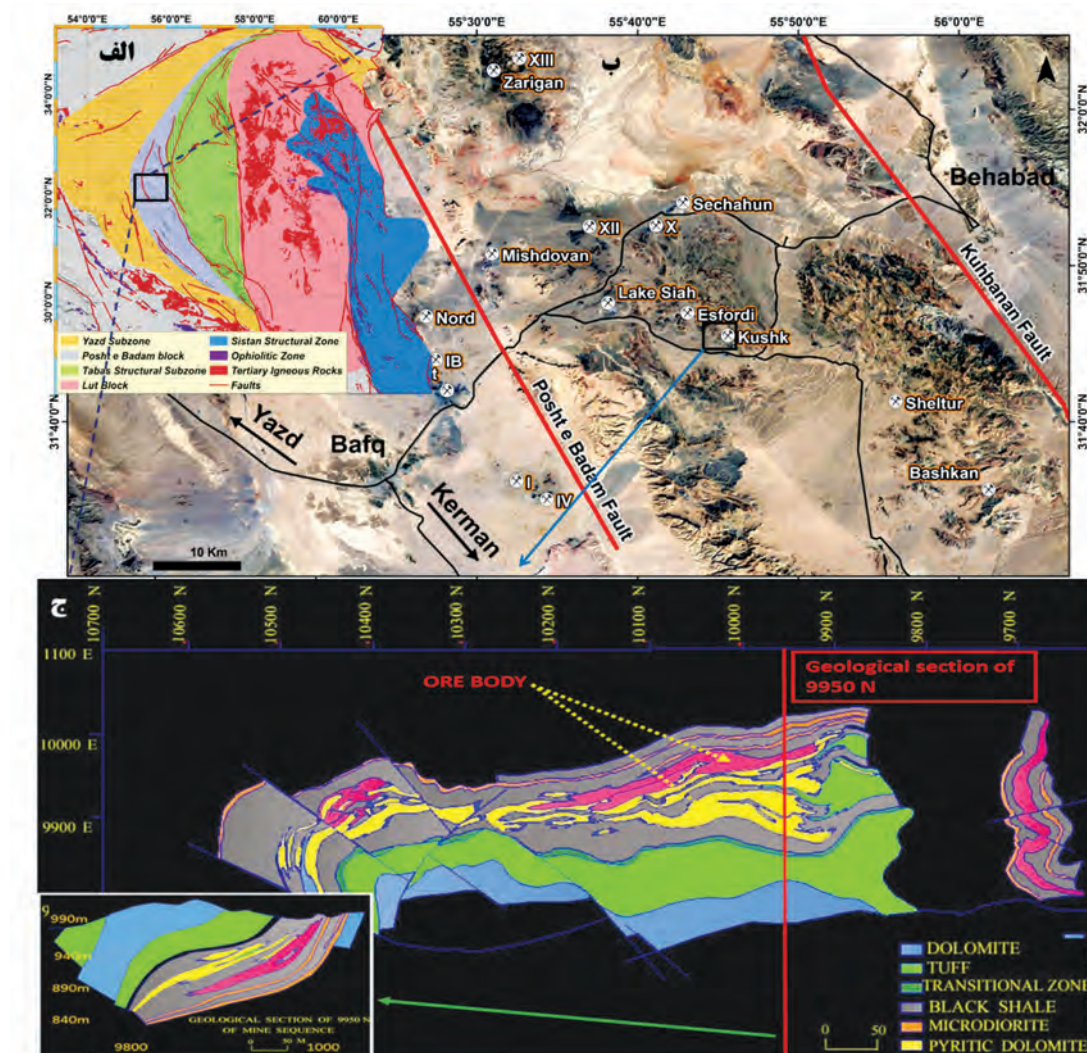 54°0'0"E 56°0'0"E 58°0'0"E 60°0'0"E
55°30'0"E 55°40'0"E 55°50'0"E 56°0'0"E
الف
ب
34°0'0"N
32°0'0"N
30°0'0"N
31°40'0"N
32°0'0"N
31°50'0"N
31°40'0"N
XIII
Zarigan
Behabad
Sechahun
XII
X
Mishdovan
Lake Siah
Esfordi
Nord
Kushk
Kuhbanan Fault
IB
t
Sheltur
Posht e Badam Fault
Yazd
Bafq
Bashkan
I
IV
Kerman
10 Km
Yazd Subzone
Posht e Badam block
Tabas Structural Subzone
Lut Block
Sistan Structural Zone
Ophiolitic Zone
Tertiary Igneous Rocks
Faults
ج
10700 N 10600 N 10500 N 10400 N 10300 N 10200 N 10100 N 10000 N 9900 N 9800 N 9700 N
1100 E
10000 E
9900 E
9
ORE BODY
Geological section of
9950 N
990m
940m
890m
840m
GEOLOGICAL SECTION OF 9950 N
OF MINE SEQUENCE
9800 0 50 M 1000
DOLOMITE
TUFF
TRANSITIONAL ZONE
BLACK SHALE
MICRODIORITE
PYRITIC DOLOMITE
0 50